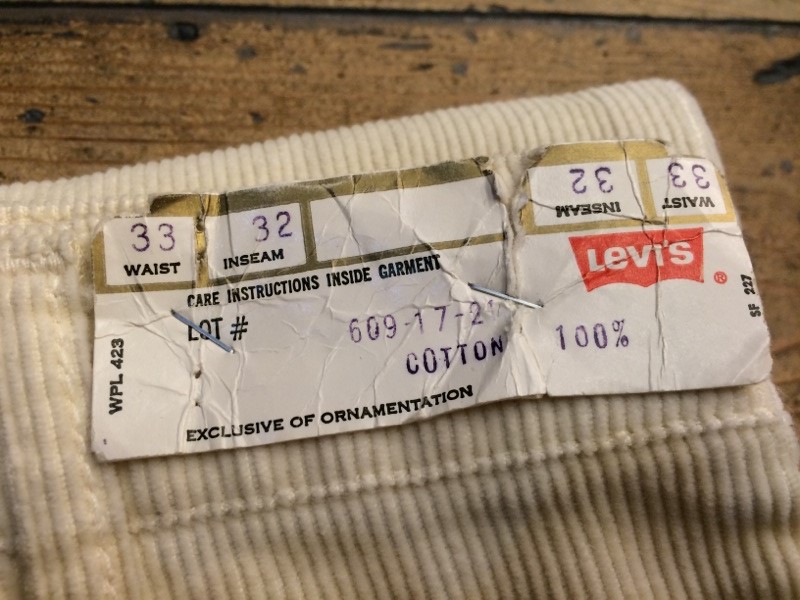 33 32
WAIST INSEAM
32 33
INSEAM WAIST
CARE INSTRUCTIONS INSIDE GARMENT
Levi's ®
LOT # 609-17-2
100%
COTTON
EXCLUSIVE OF ORNAMENTATION
WPL 423
SF 227